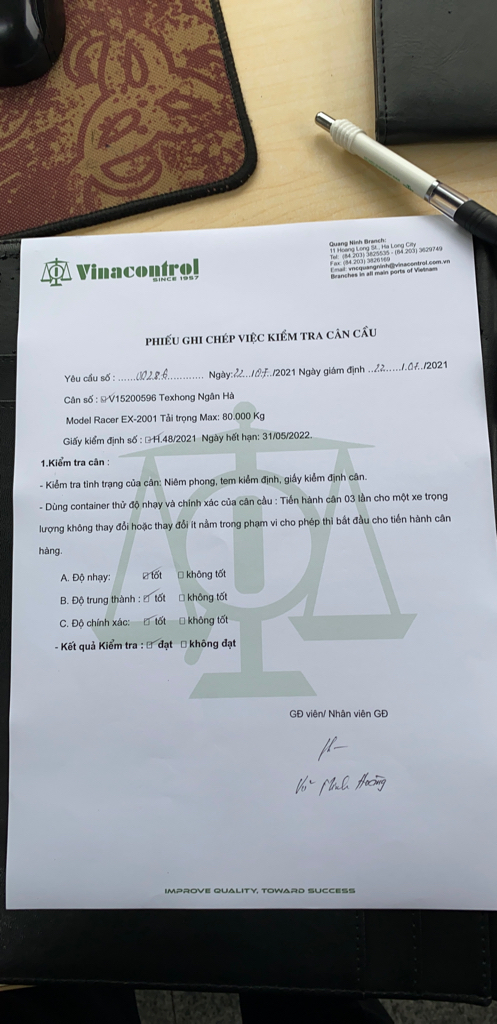 Vinacontrol
SINCE 1957
Quang Ninh Branch:
11 Hoang Long St., Ha Long City
Tel: (84.203) 3825535 - (84.203) 3829749
Fax: (84.203) 3826169
Email: vncquangninh@vinacontrol.com.vn
Branches in all main ports of Vietnam
PHIẾU GHI CHÉP VIỆC KIỂM TRA CÂN CẦU
Yêu cầu số : ......00286............ Ngày:22.../07../2021 Ngày giám định ..22...../.07../2021
Cân số : V15200596 Texhong Ngân Hà
Model Racer EX-2001 Tải trọng Max: 80.000 Kg
Giấy kiểm định số : H.48/2021 Ngày hết hạn: 31/05/2022.
1.Kiểm tra cân :
- Kiểm tra tình trạng của cân: Niêm phong, tem kiểm định, giấy kiểm định cân.
- Dùng container thử độ nhạy và chính xác của cân cầu : Tiến hành cân 03 lần cho một xe trọng
lượng không thay đổi hoặc thay đổi ít nằm trong phạm vi cho phép thì bắt đầu cho tiến hành cân
hàng.
A. Độ nhạy: ☑ tốt ☐ không tốt
B. Độ trung thành : ☑ tốt ☐ không tốt
C. Độ chính xác: ☑ tốt ☐ không tốt
- Kết quả Kiểm tra : ☑ đạt ☐ không đạt
GĐ viên/ Nhân viên GĐ
Vũ Minh Hoàng
IMPROVE QUALITY, TOWARD SUCCESS